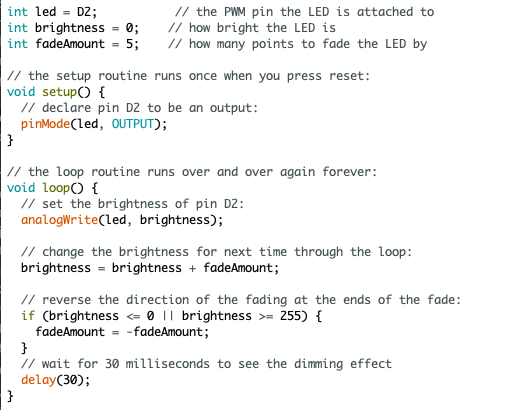 int led = D2;           // the PWM pin the LED is attached to
int brightness = 0;    // how bright the LED is
int fadeAmount = 5;    // how many points to fade the LED by

// the setup routine runs once when you press reset:
void setup() {
  // declare pin D2 to be an output:
  pinMode(led, OUTPUT);
}

// the loop routine runs over and over again forever:
void loop() {
  // set the brightness of pin D2:
  analogWrite(led, brightness);

  // change the brightness for next time through the loop:
  brightness = brightness + fadeAmount;

  // reverse the direction of the fading at the ends of the fade:
  if (brightness <= 0 || brightness >= 255) {
    fadeAmount = -fadeAmount;
  }
  // wait for 30 milliseconds to see the dimming effect
  delay(30);
}